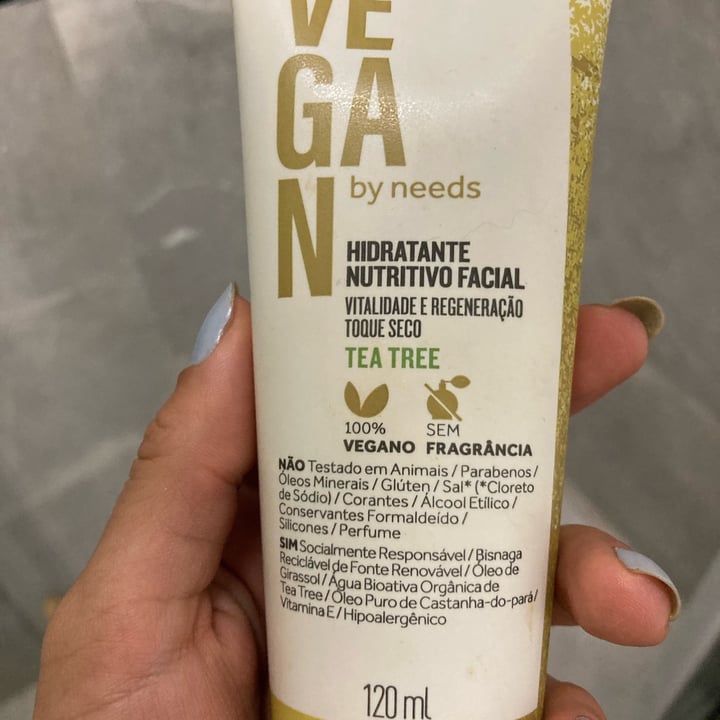 VE
GA
N
by needs
HIDRATANTE
NUTRITIVO FACIAL
VITALIDADE E REGENERAÇÃO
TOQUE SECO
TEA TREE
100%
VEGANO
SEM
FRAGRÂNCIA
NÃO Testado em Animais / Parabenos /
Óleos Minerais / Glúten / Sal* (*Cloreto
de Sódio) / Corantes / Álcool Etílico /
Conservantes Formaldeído /
Silicones / Perfume
SIM Socialmente Responsável / Bisnaga
Reciclável de Fonte Renovável / Óleo de
Girassol / Água Bioativa Orgânica de
Tea Tree / Óleo Puro de Castanha-do-pará /
Vitamina E / Hipoalergênico
120 ml